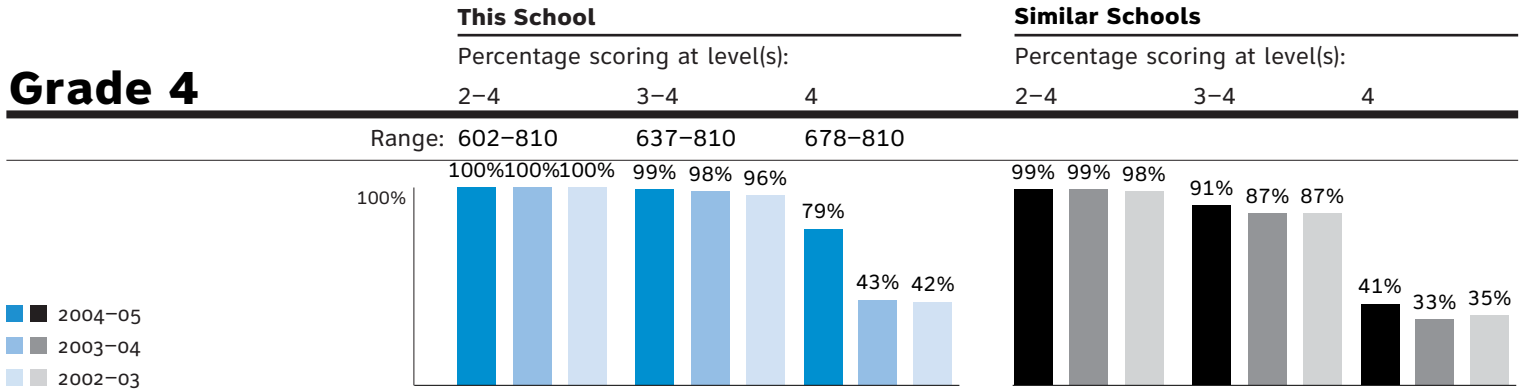 This School Similar Schools
Percentage scoring at level(s): Percentage scoring at level(s):
Grade 4 2–4 3–4 4 2–4 3–4 4
Range: 602–810 637–810 678–810
100% 100% 100% 99% 98% 96% 79% 43% 42% 99% 99% 98% 91% 87% 87% 41% 33% 35%
100%
2004–05
2003–04
2002–03